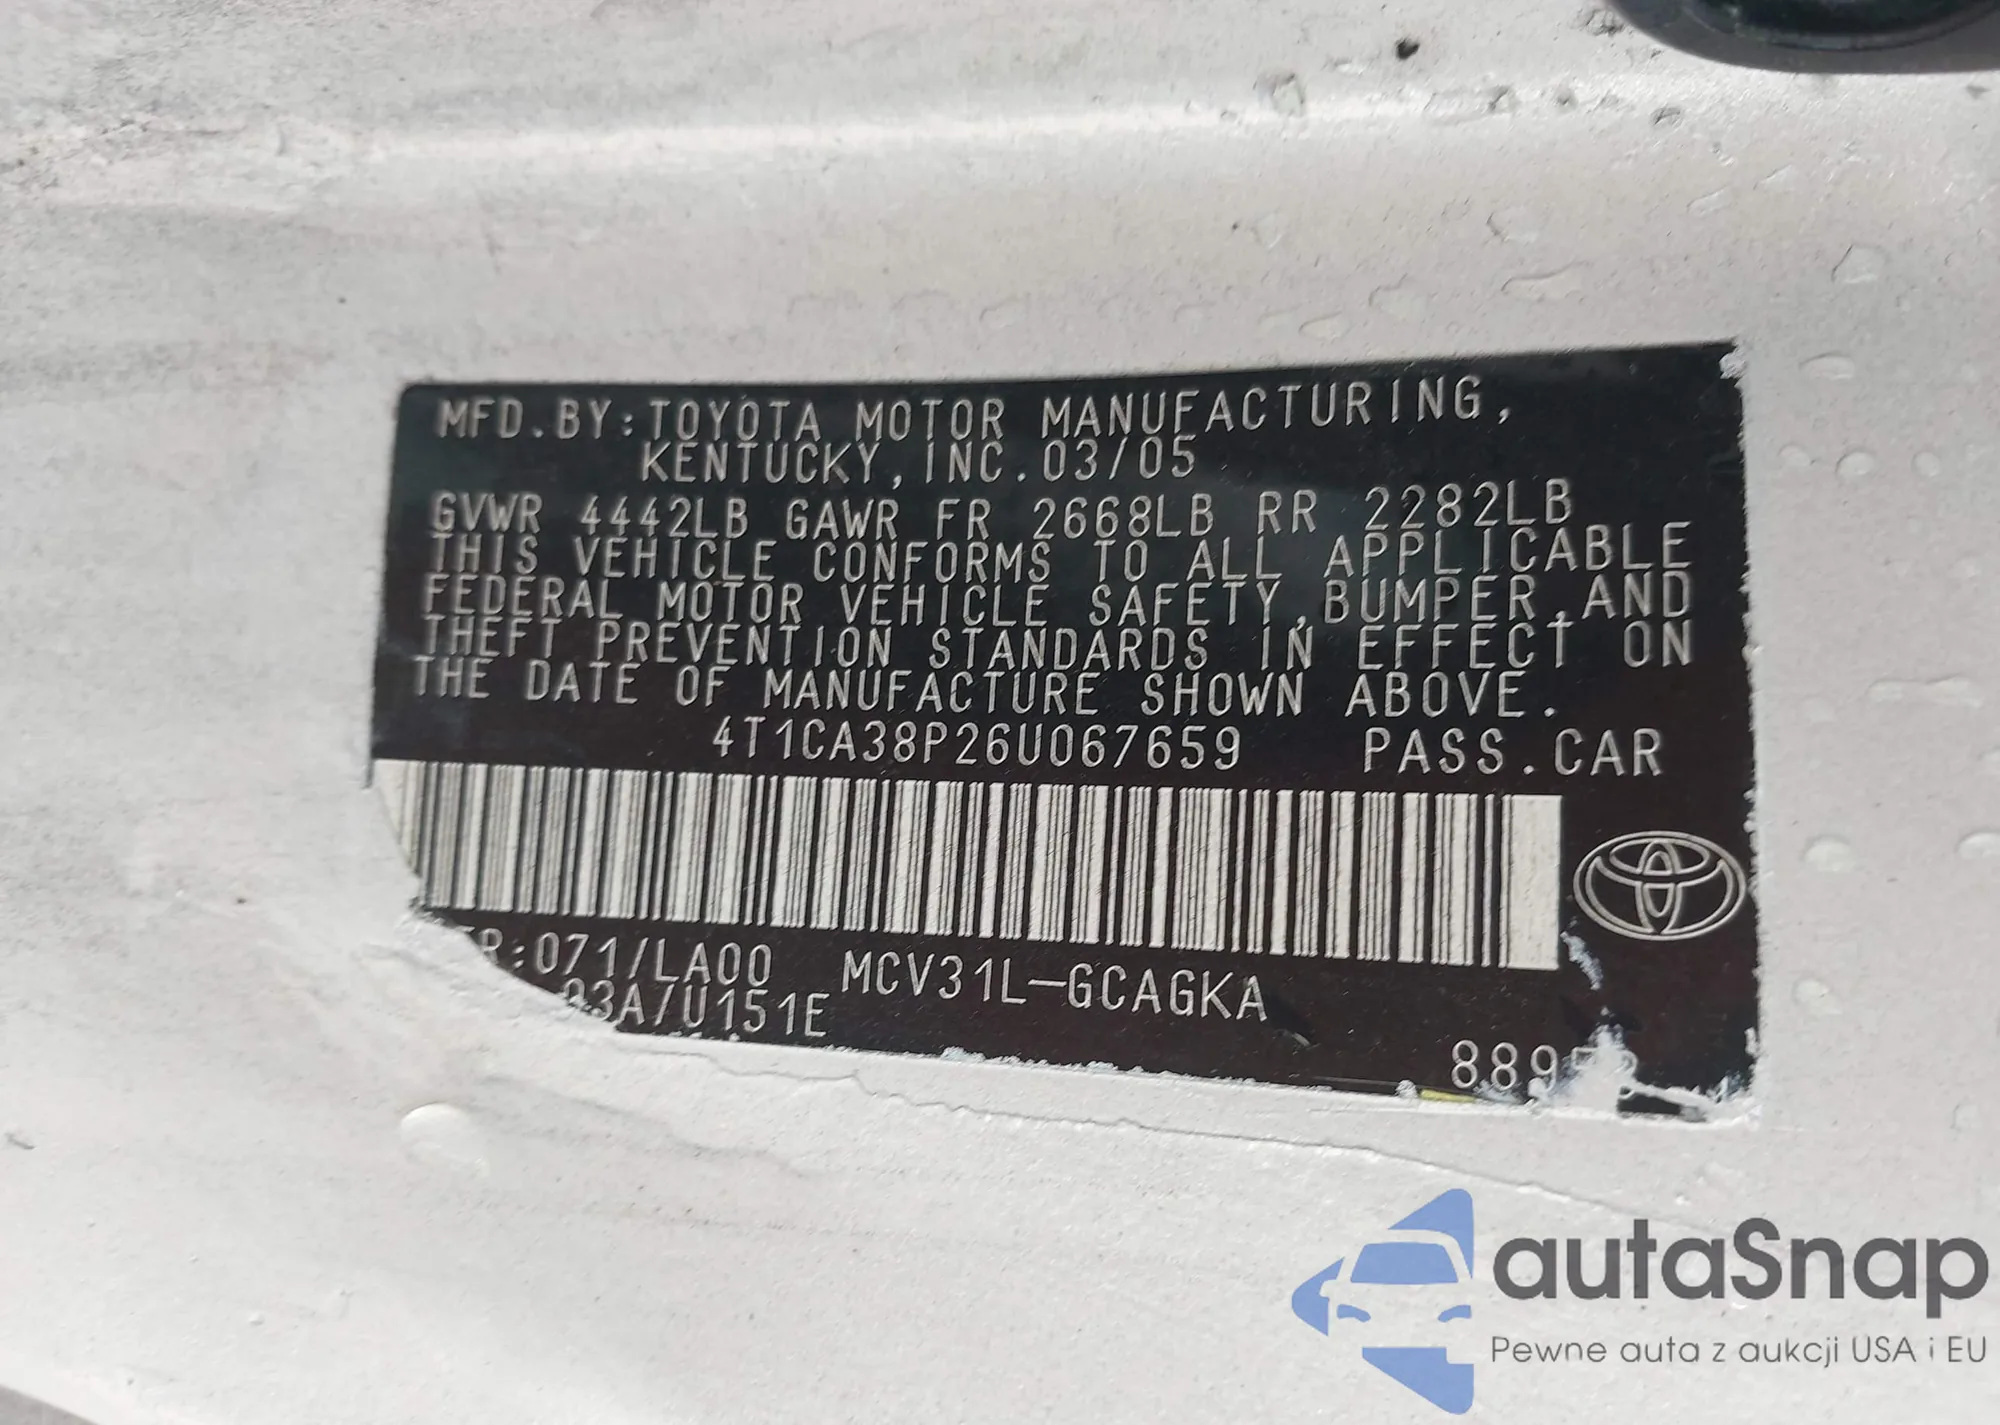 MFD.BY:TOYOTA MOTOR MANUFACTURING,
KENTUCKY,INC.03/05
GVWR 4442LB GAWR FR 2668LB RR 2282LB
THIS VEHICLE CONFORMS TO ALL APPLICABLE
FEDERAL MOTOR VEHICLE SAFETY,BUMPER,AND
THEFT PREVENTION STANDARDS IN EFFECT ON
THE DATE OF MANUFACTURE SHOWN ABOVE.
4T1CA38P26U067659 PASS.CAR
:071/LA00 MCV31L-GCAGKA
03A/U151E
autaSnap
Pewne auta z aukcji USA i EU